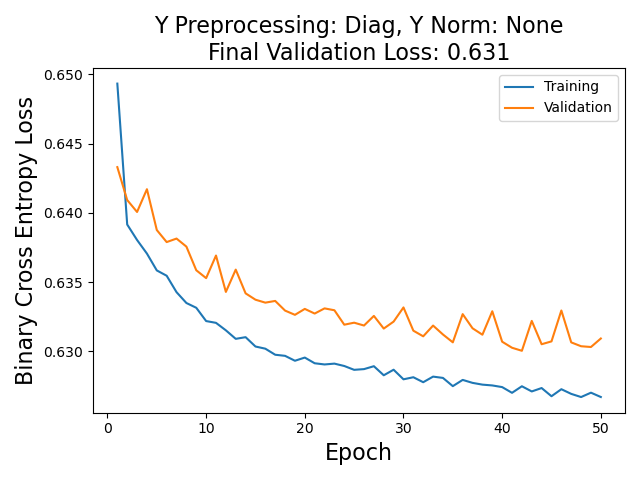 Y Preprocessing: Diag, Y Norm: None
Final Validation Loss: 0.631
Training
Validation
0.650
0.645
0.640
0.635
0.630
Binary Cross Entropy Loss
0
10
20
30
40
50
Epoch